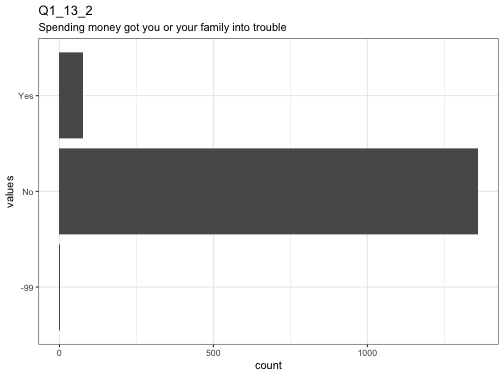 Q1_13_2
Spending money got you or your family into trouble
Yes
No
-99
values
0
500
1000
count